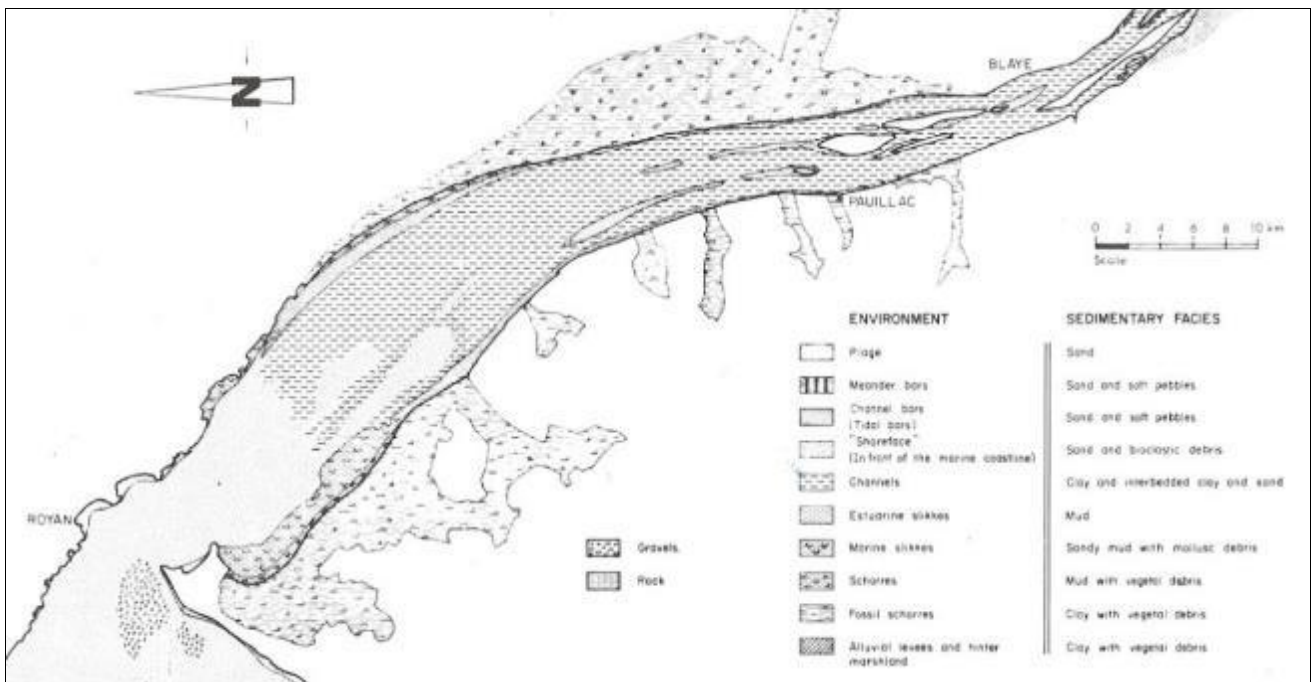 N
BLAYE
PAUILLAC
ROYAN
0 2 4 6 8 10 km
Scale
ENVIRONMENT SEDIMENTARY FACIES
Plage Sand
Meander bars Sand and soft pebbles
Channel bars
(Tidal bars) Sand and soft pebbles
"Shoreface"
(In front of the marine coastline) Sand and bioclastic debris
Channels Clay and interbedded clay and sand
Estuarine slikkes Mud
Marine slikkes Sandy mud with mollusc debris
Schorres Mud with vegetal debris
Fossil schorres Clay with vegetal debris
Alluvial levees and hinter
marshland Clay with vegetal debris
Gravels
Rock